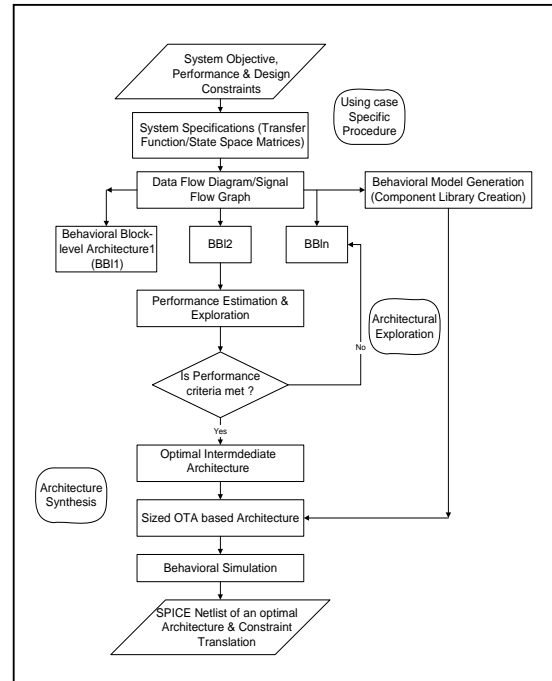 System Objective,
Performance & Design
Constraints
Using case
Specific
Procedure
System Specifications (Transfer
Function/State Space Matrices)
Data Flow Diagram/Signal
Flow Graph
Behavioral Model Generation
(Component Library Creation)
Behavioral Block-
level Architecture1
(BBl1)
BBl2
BBln
Performance Estimation &
Exploration
Architectural
Exploration
No
Is Performance
criteria met ?
Yes
Optimal Intermdediate
Architecture
Architecture
Synthesis
Sized OTA based Architecture
Behavioral Simulation
SPICE Netlist of an optimal
Architecture & Constraint
Translation